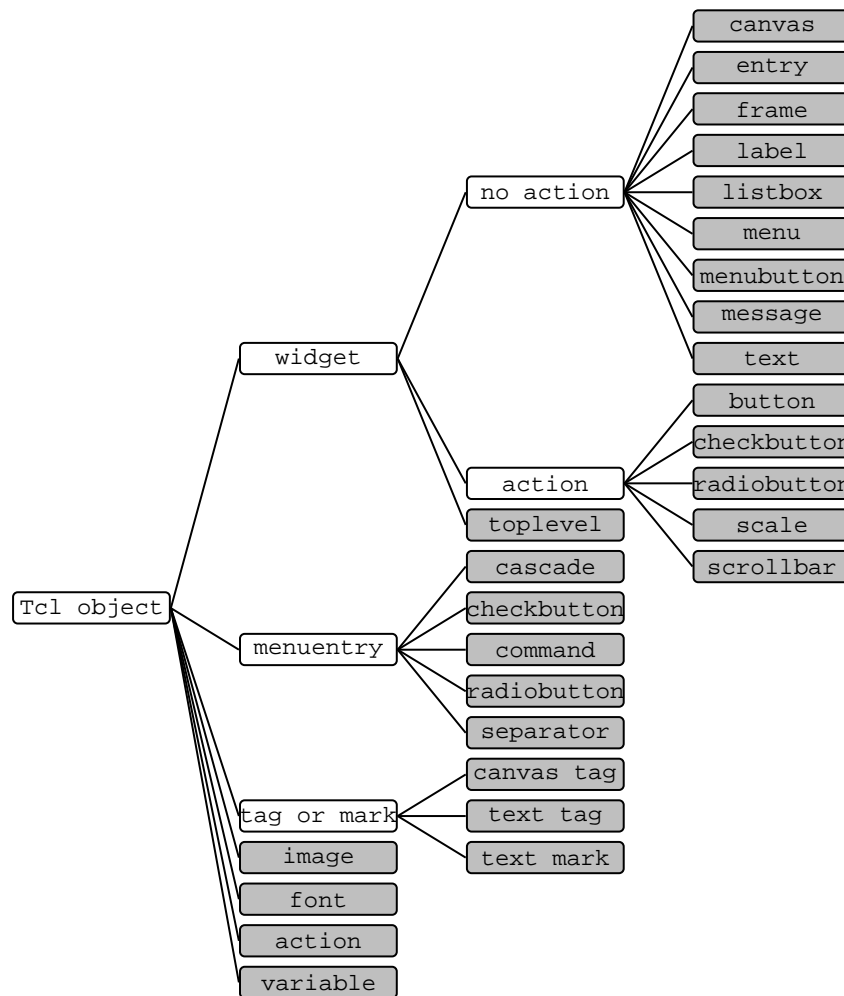 canvas
entry
frame
label
no action
listbox
menu
menubutton
message
widget
text
button
checkbutton
action
radiobutton
toplevel
scale
cascade
scrollbar
Tcl object
checkbutton
menuentry
command
radiobutton
separator
canvas tag
tag or mark
text tag
image
text mark
font
action
variable